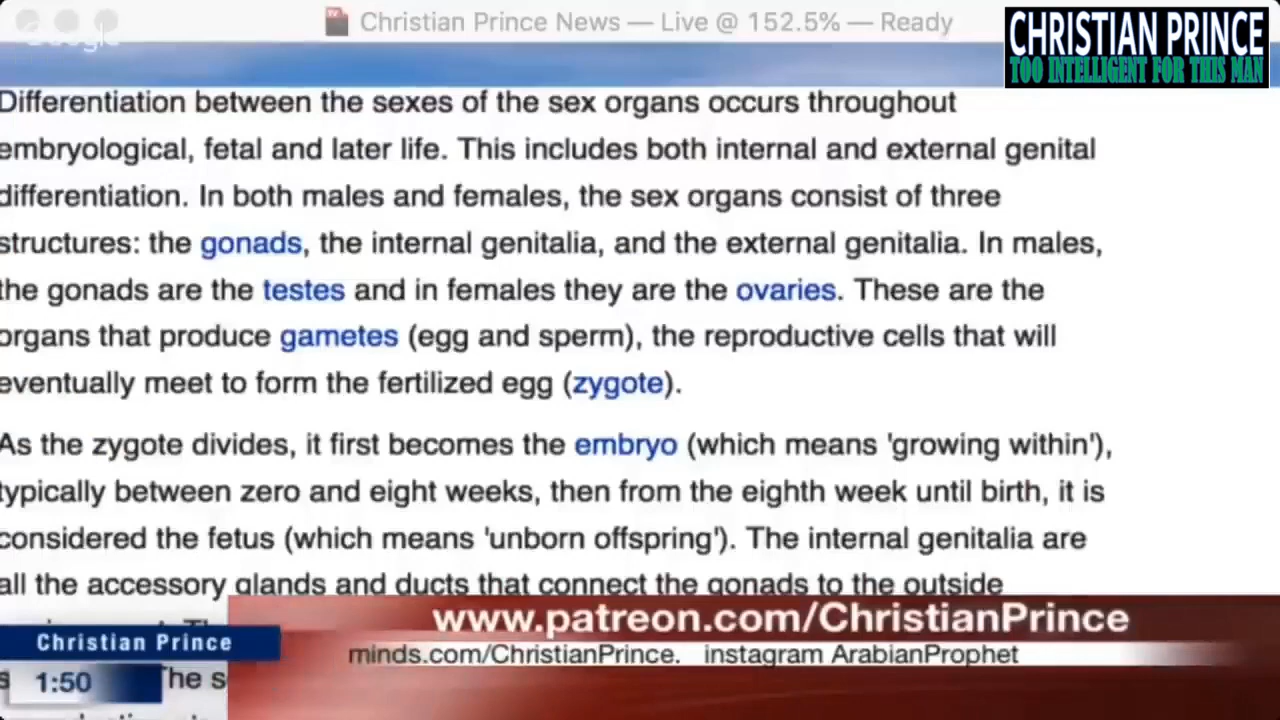 Christian Prince News — Live @ 152.5% — Ready
Google
CHRISTIAN PRINCE
TOO INTELLIGENT FOR THIS MAN
Differentiation between the sexes of the sex organs occurs throughout
embryological, fetal and later life. This includes both internal and external genital
differentiation. In both males and females, the sex organs consist of three
structures: the gonads, the internal genitalia, and the external genitalia. In males,
the gonads are the testes and in females they are the ovaries. These are the
organs that produce gametes (egg and sperm), the reproductive cells that will
eventually meet to form the fertilized egg (zygote).
As the zygote divides, it first becomes the embryo (which means 'growing within'),
typically between zero and eight weeks, then from the eighth week until birth, it is
considered the fetus (which means 'unborn offspring'). The internal genitalia are
all the accessory glands and ducts that connect the gonads to the outside
www.patreon.com/ChristianPrince
Christian Prince
minds.com/ChristianPrince. instagram ArabianProphet
1:50